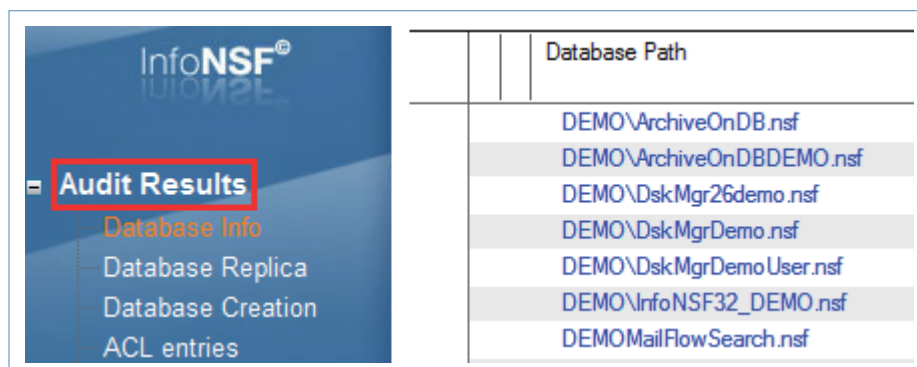 InfoNSF©
Audit Results
Database Info
Database Replica
Database Creation
ACL entries
Database Path
DEMO\ArchiveOnDB.nsf
DEMO\ArchiveOnDBDEMO.nsf
DEMO\DskMgr26demo.nsf
DEMO\DskMgrDemo.nsf
DEMO\DskMgrDemoUser.nsf
DEMO\InfoNSF32_DEMO.nsf
DEMOMailFlowSearch.nsf